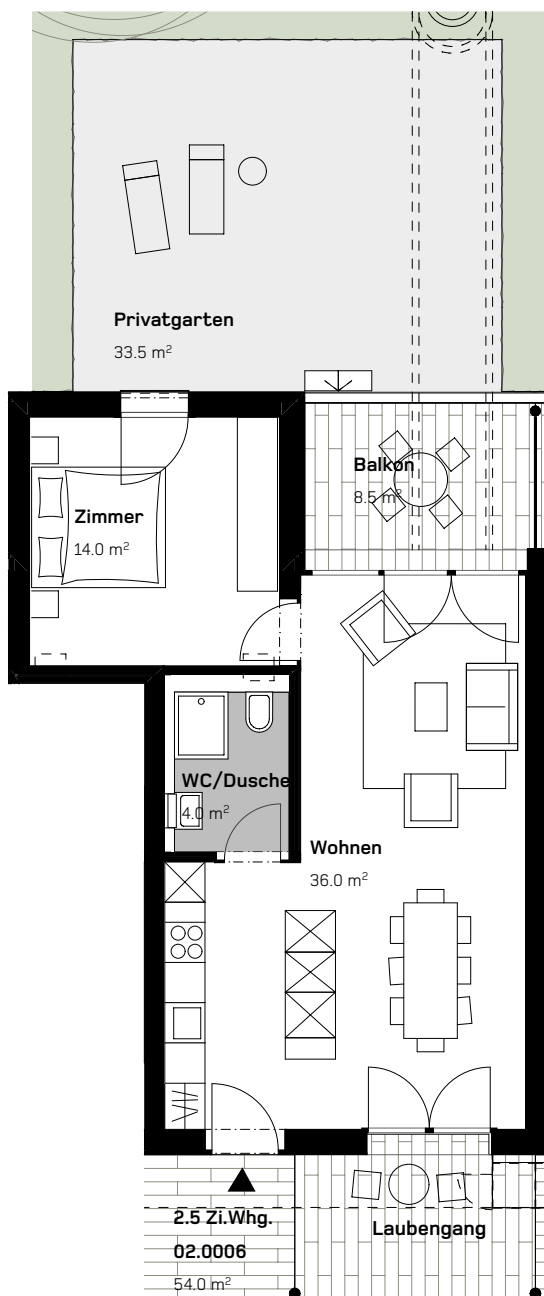 Privatgarten
33.5 m²
Balkon
8.5 m²
Zimmer
14.0 m²
WC/Dusche
4.0 m²
Wohnen
36.0 m²
2.5 Zi.Whg.
02.0006
54.0 m²
Laubengang